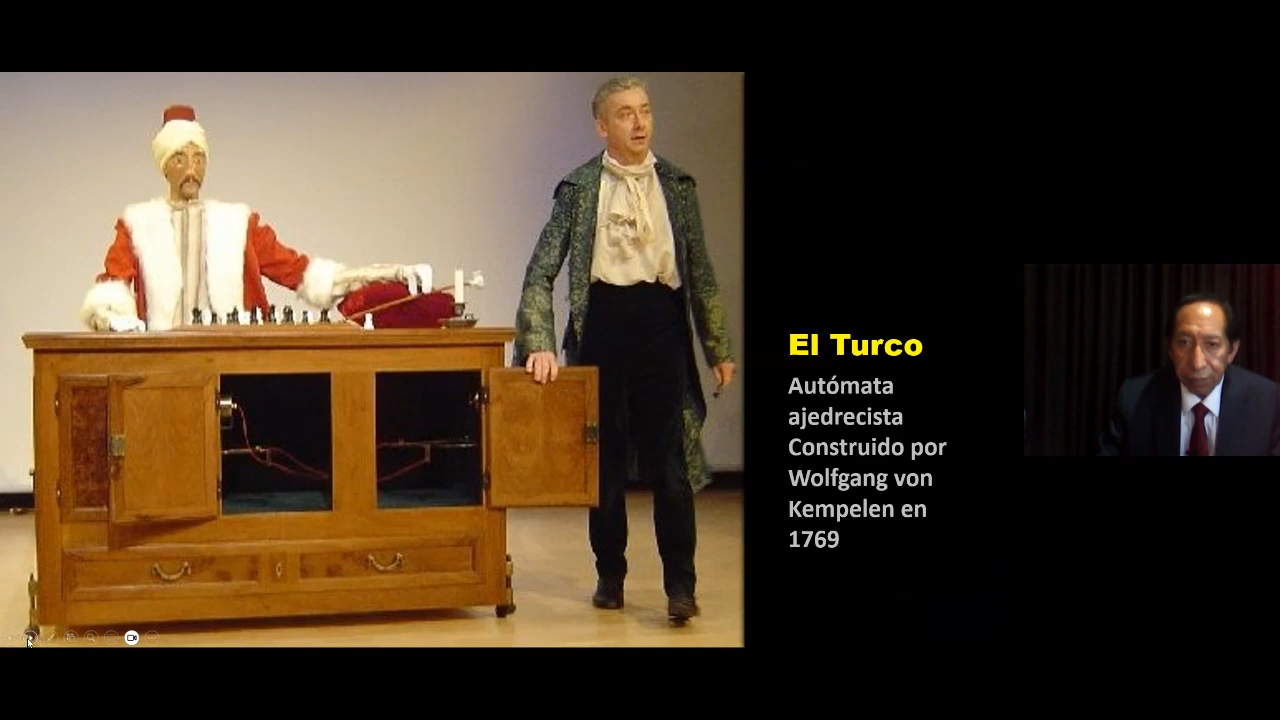 El Turco
Autómata
ajedrecista
Construido por
Wolfgang von
Kempelen en
1769